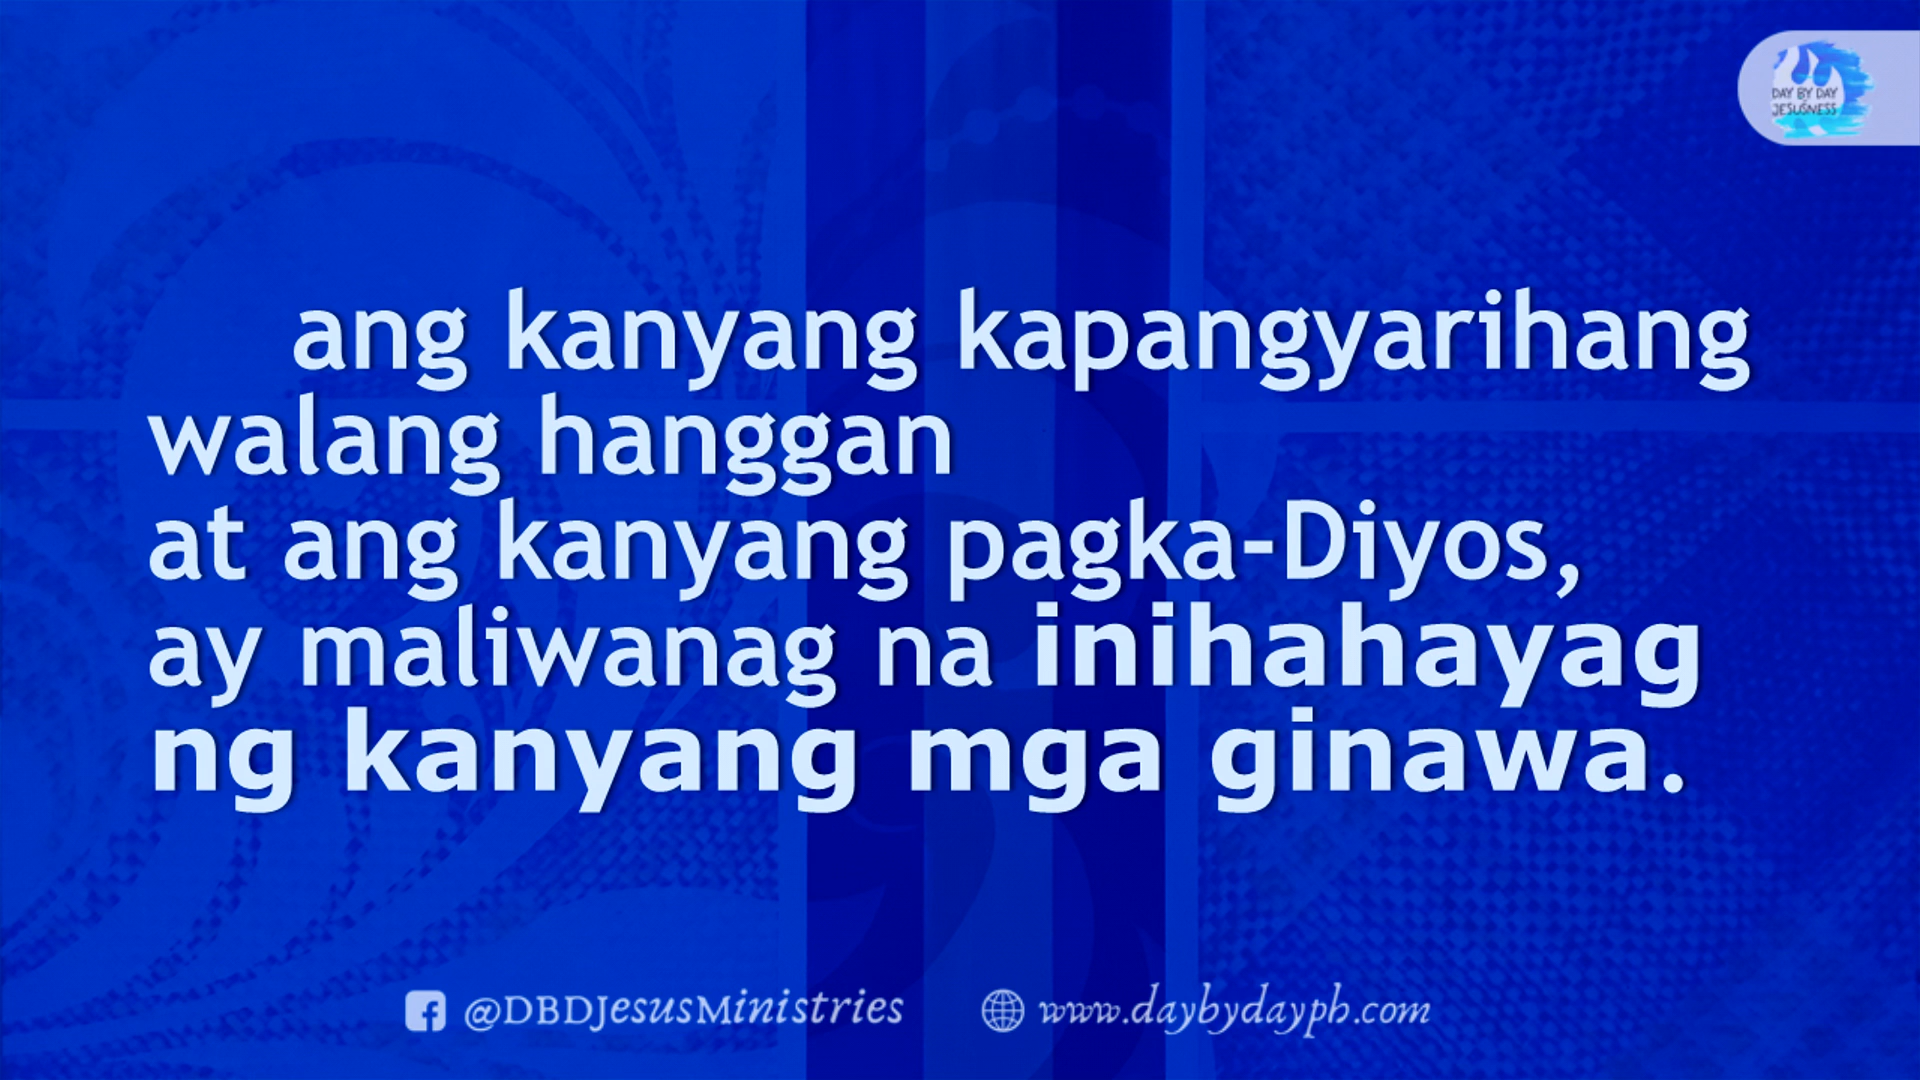 DAY BY DAY
JESUSNESS
ang kanyang kapangyarihang
walang hanggan
at ang kanyang pagka-Diyos,
ay maliwanag na inihahayag
ng kanyang mga ginawa.
@DBDJesusMinistries
www.daybydayph.com